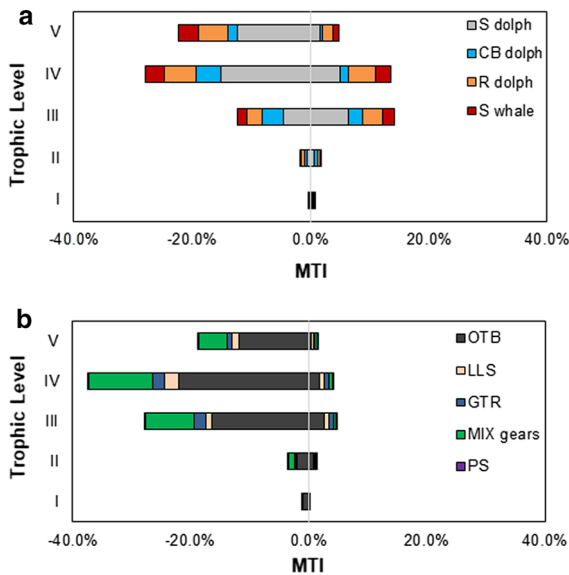 a
S dolph
CB dolph
R dolph
S whale
Trophic Level
V
IV
III
II
I
-40.0% -20.0% 0.0% 20.0% 40.0%
MTI
b
OTB
LLS
GTR
MIX gears
PS
Trophic Level
V
IV
III
II
I
-40.0% -20.0% 0.0% 20.0% 40.0%
MTI